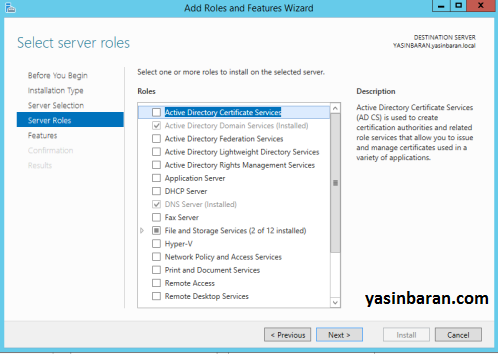 Add Roles and Features Wizard
Select server roles
DESTINATION SERVER
YASINBARAN.yasinbaran.local
Before You Begin
Installation Type
Server Selection
Server Roles
Features
Confirmation
Results
Select one or more roles to install on the selected server.
Roles
Active Directory Certificate Services
Active Directory Domain Services (Installed)
Active Directory Federation Services
Active Directory Lightweight Directory Services
Active Directory Rights Management Services
Application Server
DHCP Server
DNS Server (Installed)
Fax Server
File and Storage Services (2 of 12 installed)
Hyper-V
Network Policy and Access Services
Print and Document Services
Remote Access
Remote Desktop Services
Description
Active Directory Certificate Services
(AD CS) is used to create
certification authorities and related
role services that allow you to issue
and manage certificates used in a
variety of applications.
yasinbaran.com
< Previous
Next >
Install
Cancel